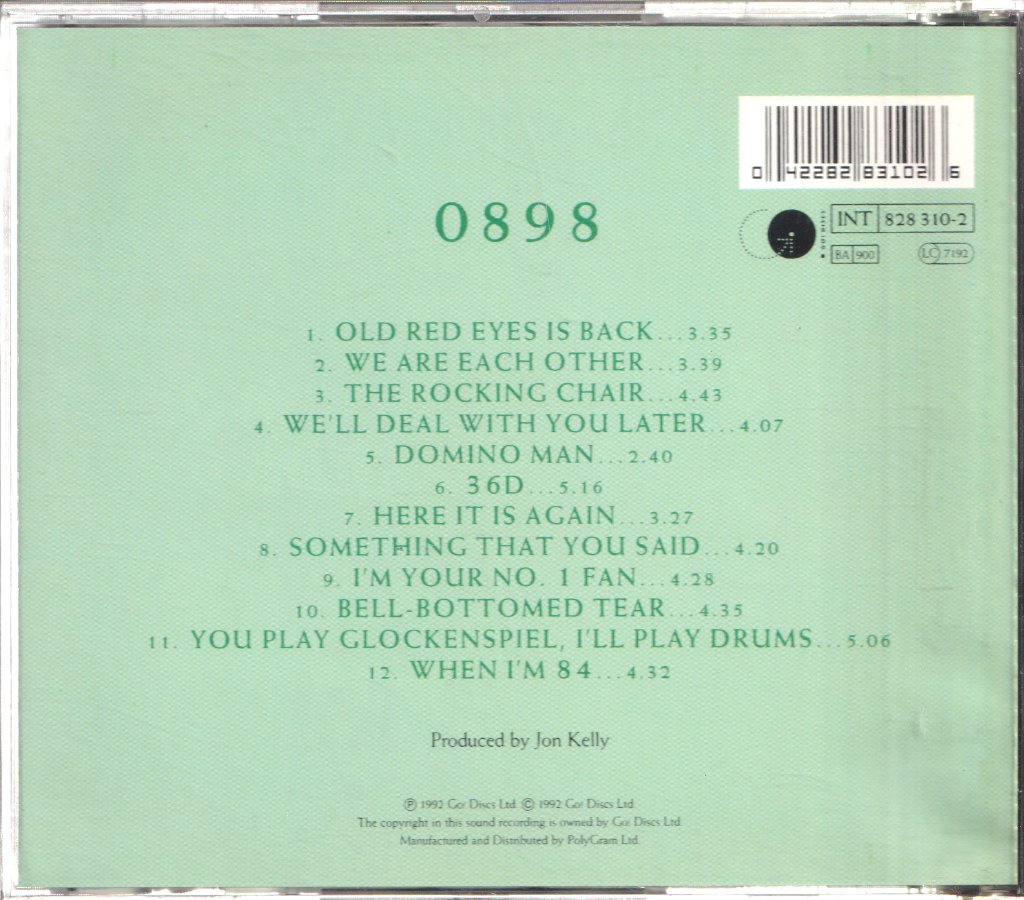 0 42282 83102 6
0898
GO! DISCS
INT 828 310-2
BA 900
LC 7192
1. OLD RED EYES IS BACK...3.35
2. WE ARE EACH OTHER...3.39
3. THE ROCKING CHAIR...4.43
4. WE'LL DEAL WITH YOU LATER...4.07
5. DOMINO MAN...2.40
6. 36D...5.16
7. HERE IT IS AGAIN...3.27
8. SOMETHING THAT YOU SAID...4.20
9. I'M YOUR NO. 1 FAN...4.28
10. BELL-BOTTOMED TEAR...4.35
11. YOU PLAY GLOCKENSPIEL, I'LL PLAY DRUMS...5.06
12. WHEN I'M 84...4.32
Produced by Jon Kelly
℗ 1992 Go! Discs Ltd. © 1992 Go! Discs Ltd.
The copyright in this sound recording is owned by Go! Discs Ltd.
Manufactured and Distributed by PolyGram Ltd.